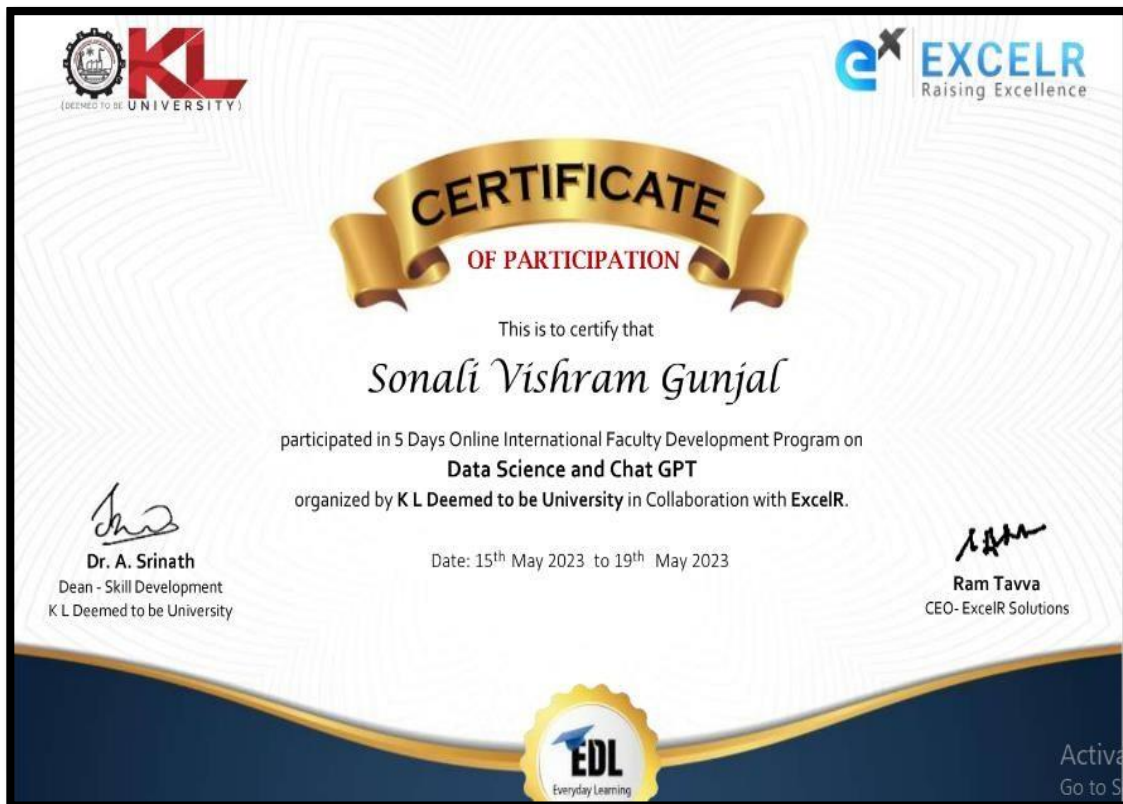 KL
(DEEMED TO BE UNIVERSITY)
ex EXCELR
Raising Excellence
CERTIFICATE
OF PARTICIPATION
This is to certify that
Sonali Vishram Gunjal
participated in 5 Days Online International Faculty Development Program on
Data Science and Chat GPT
organized by K L Deemed to be University in Collaboration with ExcelR.
Date: 15th May 2023 to 19th May 2023
Dr. A. Srinath
Dean - Skill Development
K L Deemed to be University
Ram Tavva
CEO- ExcelR Solutions
EDL
Everyday Learning
Activa
Go to S